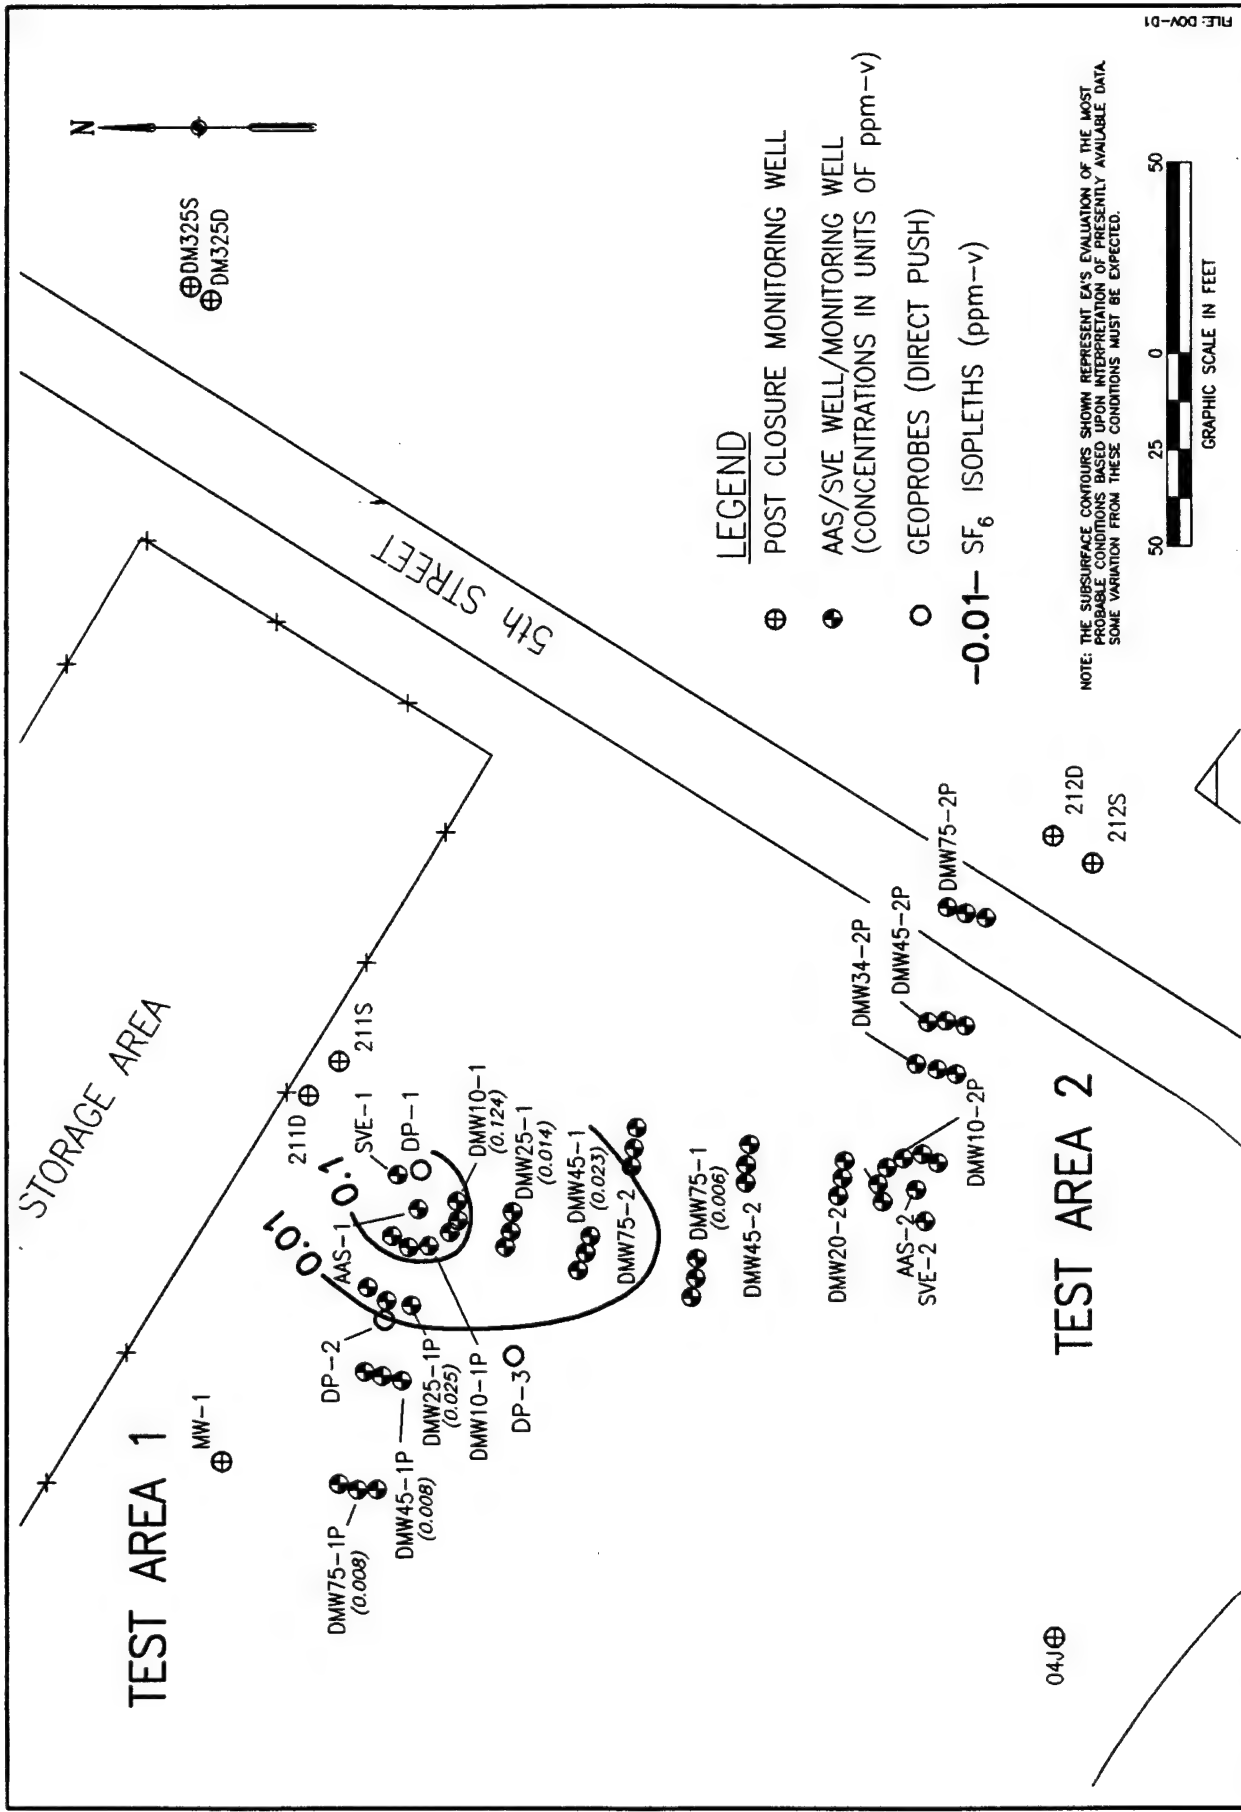 TEST AREA 1
STORAGE AREA
MW-1
211D
211S
5th STREET
N
DM325S
DM325D
0.01
0.1
AAS-1
SVE-1
DP-1
DP-2
DMW75-1P
(0.008)
DMW45-1P
(0.008)
DMW25-1P
(0.025)
DMW10-1P
DP-3
DMW10-1
(0.124)
DMW25-1
(0.014)
DMW45-1
(0.023)
DMW75-2
DMW75-1
(0.006)
DMW45-2
DMW20-2
AAS-2
SVE-2
DMW10-2P
DMW34-2P
DMW45-2P
DMW75-2P
212D
212S
04J
TEST AREA 2
LEGEND
POST CLOSURE MONITORING WELL
AAS/SVE WELL/MONITORING WELL
(CONCENTRATIONS IN UNITS OF ppm-v)
GEOPROBES (DIRECT PUSH)
-0.01- SF6 ISOPLETHS (ppm-v)
NOTE: THE SUBSURFACE CONTOURS SHOWN REPRESENT EA'S EVALUATION OF THE MOST
PROBABLE CONDITIONS BASED UPON INTERPRETATION OF PRESENTLY AVAILABLE DATA.
SOME VARIATION FROM THESE CONDITIONS MUST BE EXPECTED.
50 25 0 50
GRAPHIC SCALE IN FEET
FILE: DOV-D1